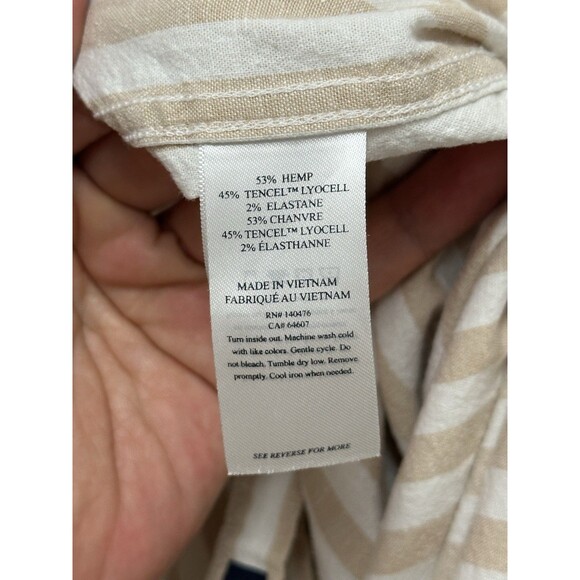 53% HEMP
45% TENCEL™ LYOCELL
2% ELASTANE
53% CHANVRE
45% TENCEL™ LYOCELL
2% ÉLASTHANNE
MADE IN VIETNAM
FABRIQUÉ AU VIETNAM
RN# 140476
CA# 64607
Turn inside out. Machine wash cold
with like colors. Gentle cycle. Do
not bleach. Tumble dry low. Remove
promptly. Cool iron when needed.
SEE REVERSE FOR MORE